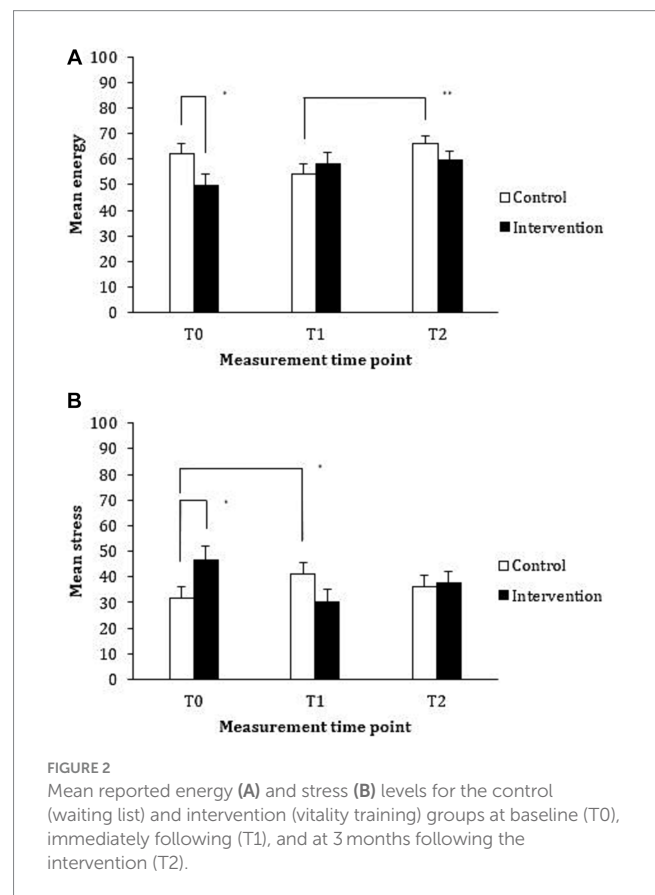 A
100
90
80
70
60
50
40
30
20
10
0
Mean energy
*
**
Control
Intervention
T0 T1 T2
Measurement time point
B
100
90
80
70
60
50
40
30
20
10
0
Mean stress
*
*
Control
Intervention
T0 T1 T2
Measurement time point
FIGURE 2
Mean reported energy (A) and stress (B) levels for the control
(waiting list) and intervention (vitality training) groups at baseline (T0),
immediately following (T1), and at 3 months following the
intervention (T2).